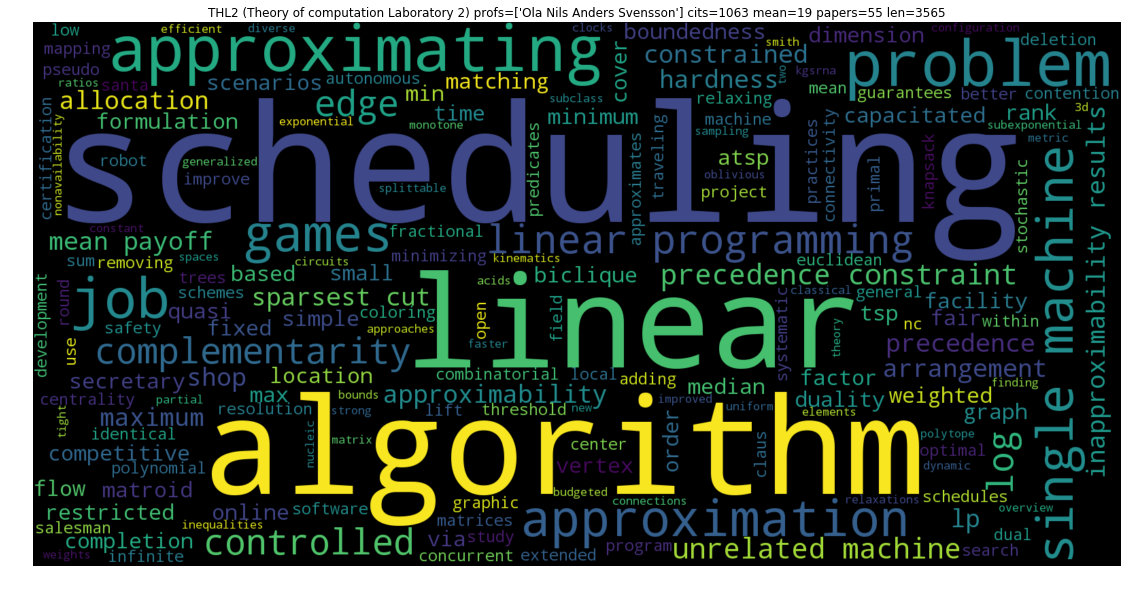 THL2 (Theory of computation Laboratory 2) profs=['Ola Nils Anders Svensson'] cits=1063 mean=19 papers=55 len=3565
low
efficient
diverse
clocks
boundedness
dimension
configuration
mapping
approximating
constrained
smith
problem
deletion
pseudo
scenarios
autonomous
matching
cover
hardness
two
kgsrna
ratios
santa
min
subclass
relaxing
mean
guarantees
better
contention
allocation
edge
time
minimum
machine
capacitated
rank
3d
formulation
exponential
monotone
sampling
subexponential
certification
nonavailability
scheduling
robot
generalized
improve
splittable
predicates
approximates
traveling
atsp
oblivious
project
practices
connectivity
primal
knapsack
stochastic
metric
single machine
inapproximability results
constant
mean payoff
games
fractional
linear programming
sum
removing
spaces
circuits
minimizing
kinematics
euclidean
development
round
trees
based
small
acids
biclique
precedence constraint
job
schemes
quasi
sparsest cut
linear
classical
general
facility
safety
fixed
simple
coloring
approaches
open
field
systematic
theory
tsp
nc
fair
within
use
complementarity
faster
precedence
secretary
shop
location
combinatorial
local
adding
factor
arrangement
finding
centrality
partial
max
bounds
approximability
median
duality
weighted
tight
maximum
resolution
strong
lift
threshold
new
improved
uniform
elements
graph
identical
nucleic
algorithm
matrix
center
order
claus
polytope
log
competitive
polynomial
vertex
optimal
dynamic
flow
matroid
budgeted
connections
relaxations
schedules
restricted
online
software
graphic
approximation
lp
overview
salesman
inequalities
matrices
dual
completion
controlled
via
study
program
unrelated machine
search
weights
infinite
concurrent
extended